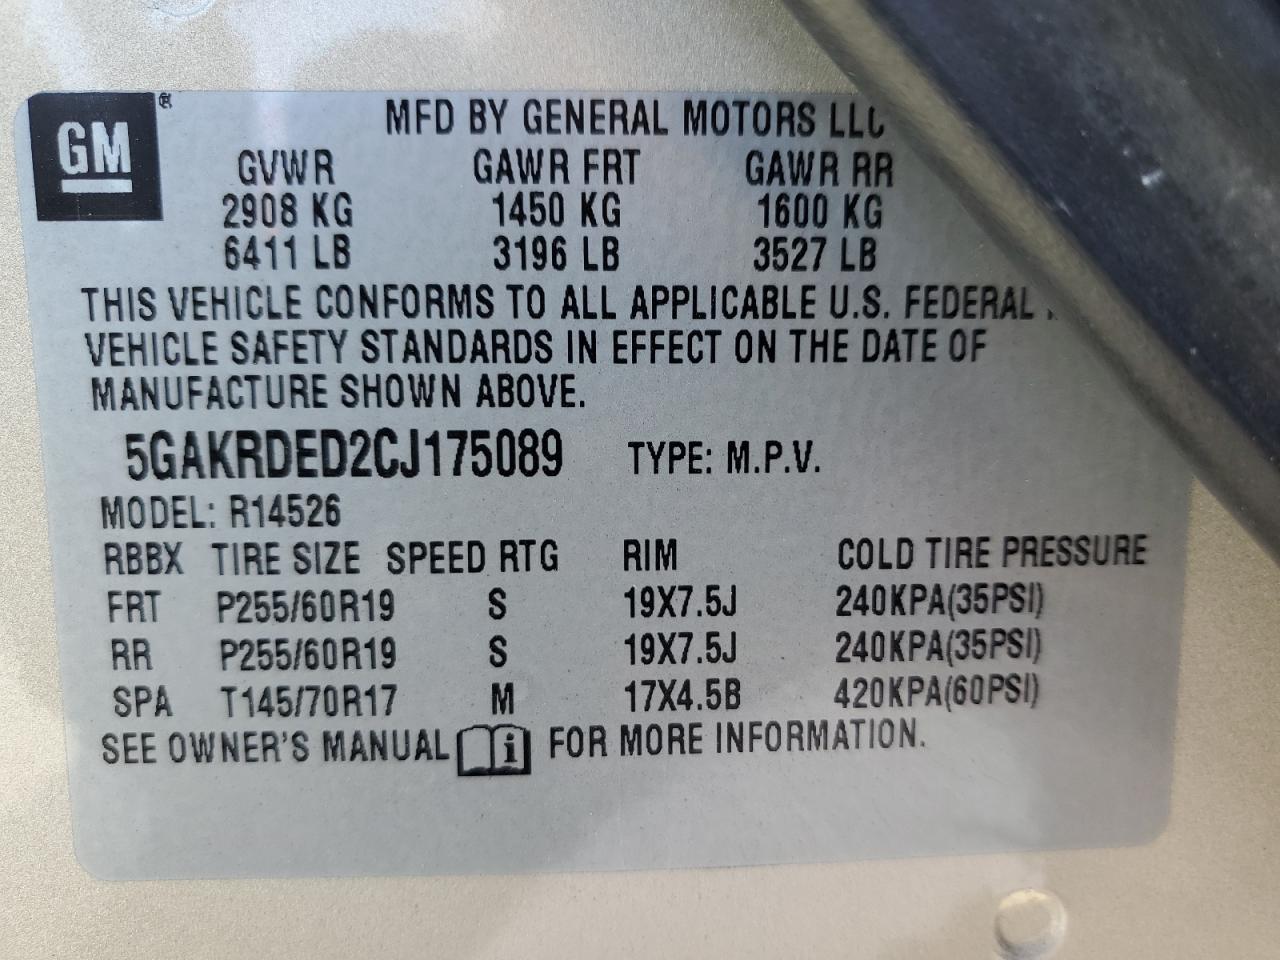 GM ®
MFD BY GENERAL MOTORS LLC
GVWR GAWR FRT GAWR RR
2908 KG 1450 KG 1600 KG
6411 LB 3196 LB 3527 LB
THIS VEHICLE CONFORMS TO ALL APPLICABLE U.S. FEDERAL
VEHICLE SAFETY STANDARDS IN EFFECT ON THE DATE OF
MANUFACTURE SHOWN ABOVE.
5GAKRDED2CJ175089 TYPE: M.P.V.
MODEL: R14526
RBBX TIRE SIZE SPEED RTG RIM COLD TIRE PRESSURE
FRT P255/60R19 S 19X7.5J 240KPA(35PSI)
RR P255/60R19 S 19X7.5J 240KPA(35PSI)
SPA T145/70R17 M 17X4.5B 420KPA(60PSI)
SEE OWNER'S MANUAL i FOR MORE INFORMATION.